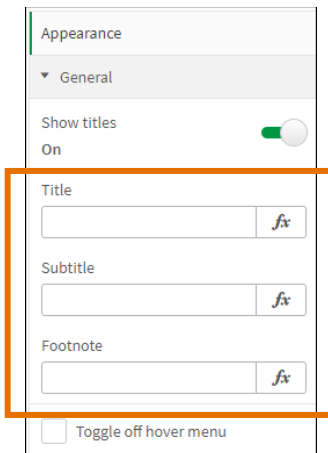 Appearance
General
Show titles
On
Title
fx
Subtitle
fx
Footnote
fx
Toggle off hover menu